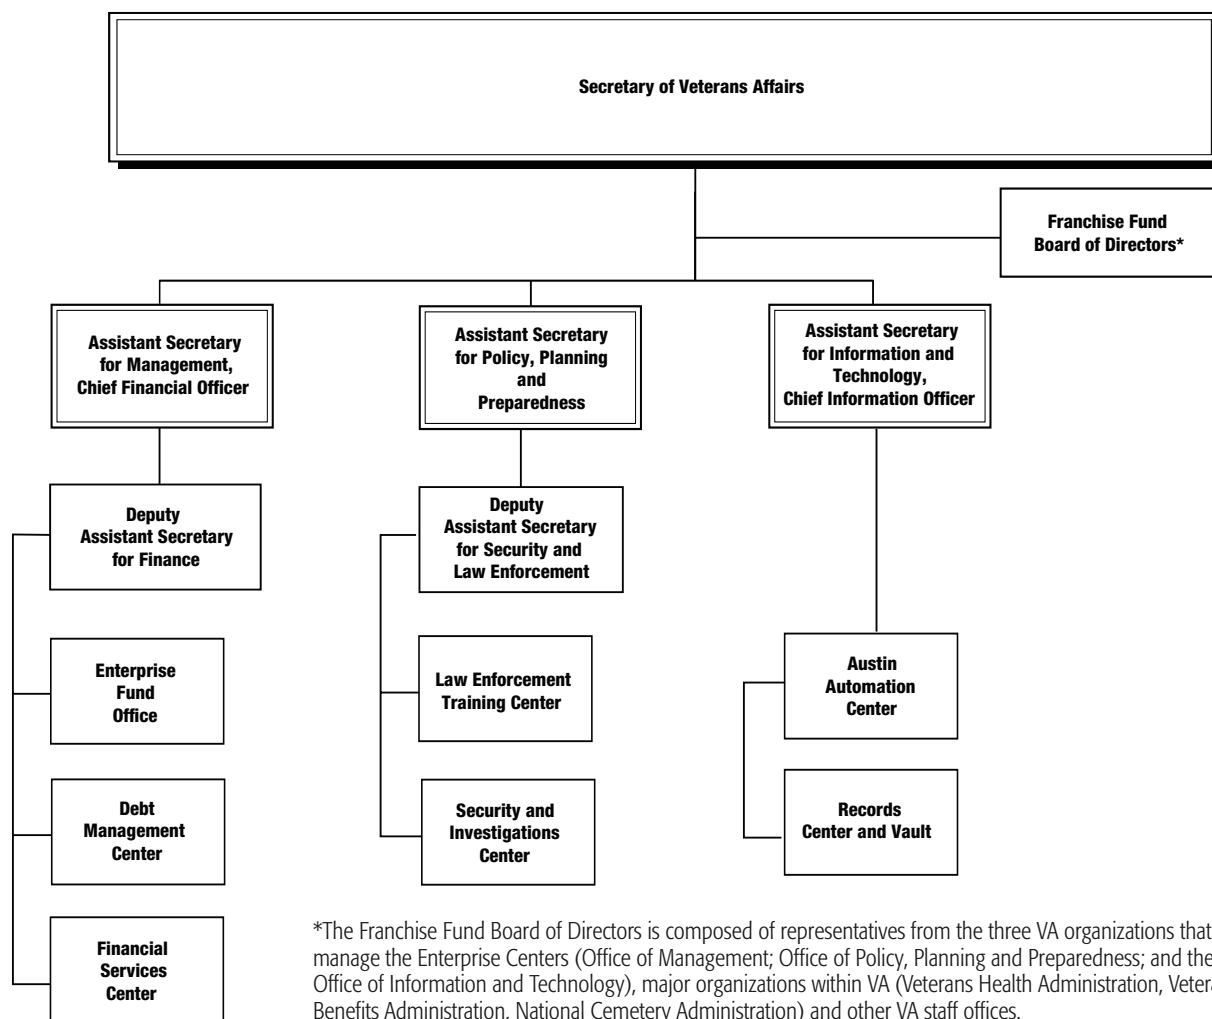 Secretary of Veterans Affairs
Franchise Fund
Board of Directors*
Assistant Secretary
for Management,
Chief Financial Officer
Assistant Secretary
for Policy, Planning
and
Preparedness
Assistant Secretary
for Information and
Technology,
Chief Information Officer
Deputy
Assistant Secretary
for Finance
Deputy
Assistant Secretary
for Security and
Law Enforcement
Enterprise
Fund
Office
Law Enforcement
Training Center
Austin
Automation
Center
Debt
Management
Center
Security and
Investigations
Center
Records
Center and Vault
Financial
Services
Center
*The Franchise Fund Board of Directors is composed of representatives from the three VA organizations that
manage the Enterprise Centers (Office of Management; Office of Policy, Planning and Preparedness; and the
Office of Information and Technology), major organizations within VA (Veterans Health Administration,
Benefits Administration, National Cemetery Administration) and other VA staff offices.